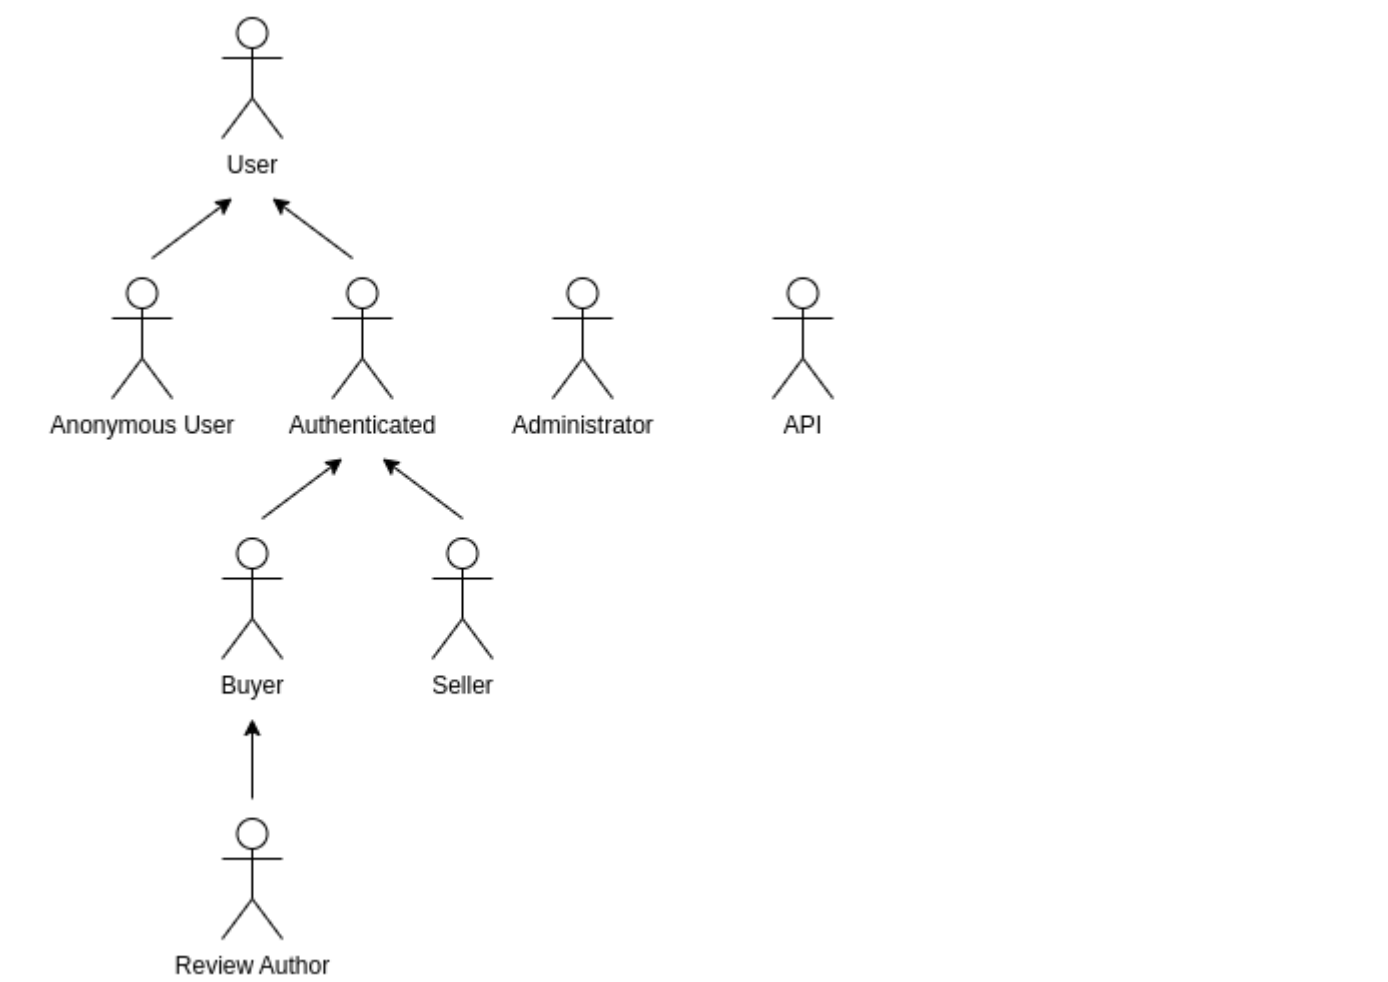 User
Anonymous User
Authenticated
Administrator
API
Buyer
Seller
Review Author